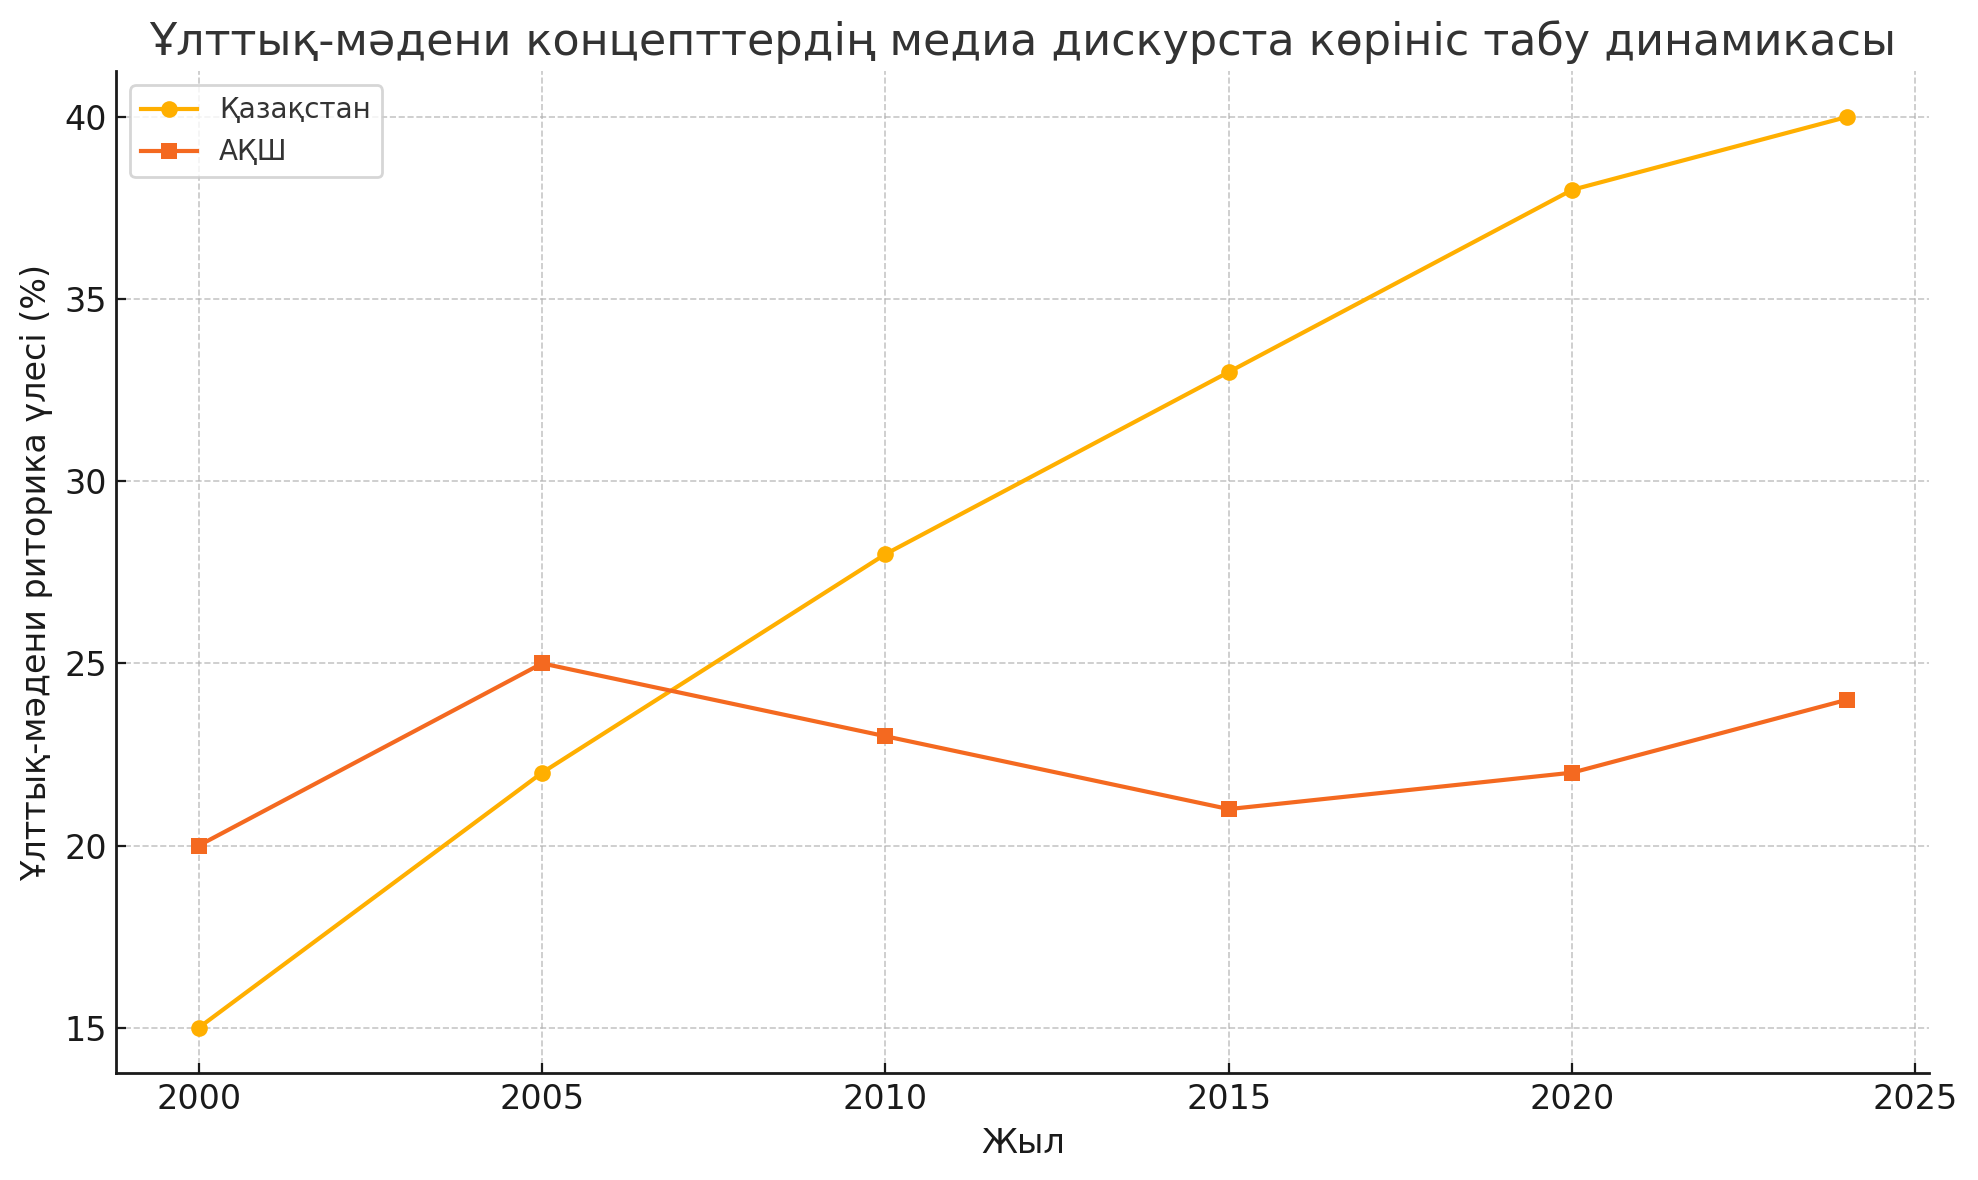 Ұлттық-мәдени концепттердің медиа дискурста көрініс табу динамикасы
Қазақстан
АҚШ
Ұлттық-мәдени риторика үлесі (%)
40
35
30
25
20
15
2000 2005 2010 2015 2020 2025
Жыл